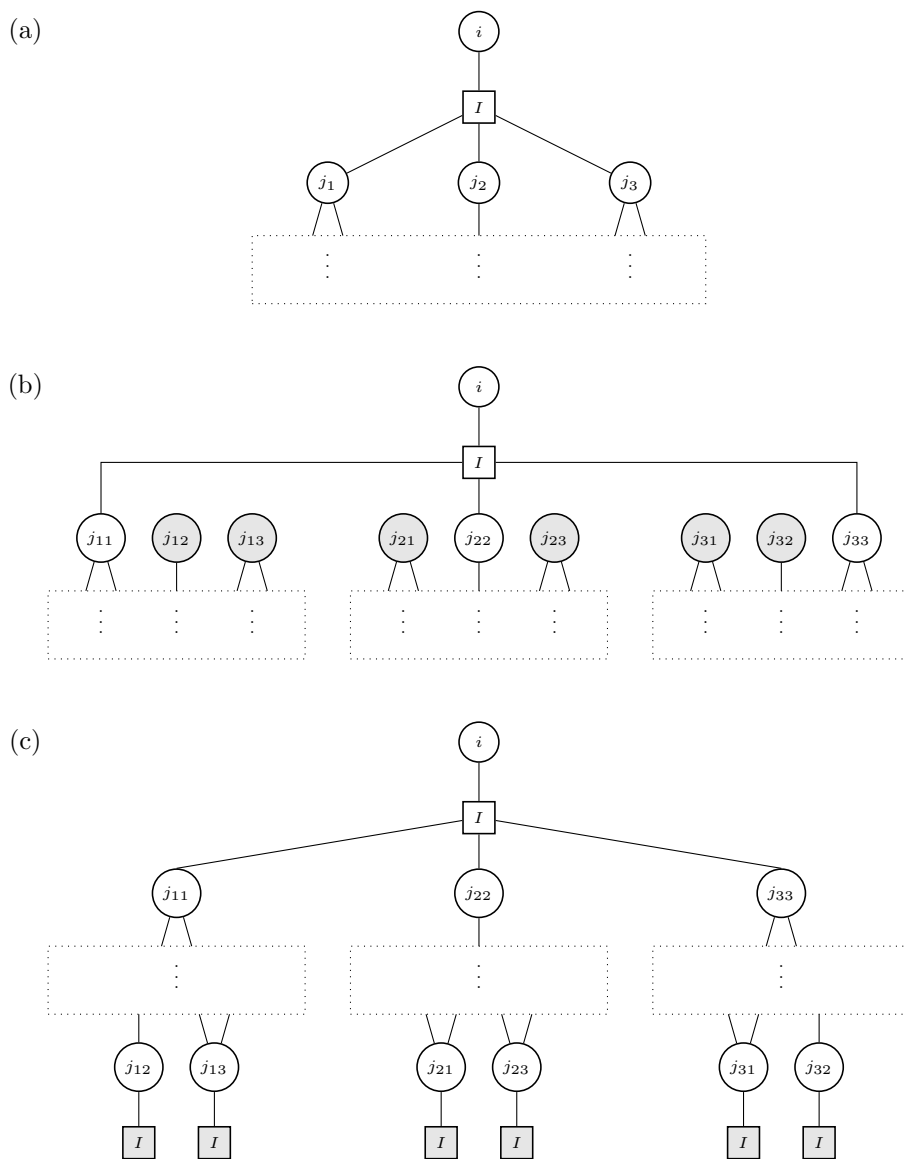 (a)
i
I
j₁ j₂ j₃
⋮ ⋮ ⋮
(b)
i
I
j₁₁ j₁₂ j₁₃ j₂₁ j₂₂ j₂₃ j₃₁ j₃₂ j₃₃
⋮ ⋮ ⋮ ⋮ ⋮ ⋮ ⋮ ⋮ ⋮
(c)
i
I
j₁₁ j₂₂ j₃₃
⋮ ⋮ ⋮
j₁₂ j₁₃ j₂₁ j₂₃ j₃₁ j₃₂
I I I I I I